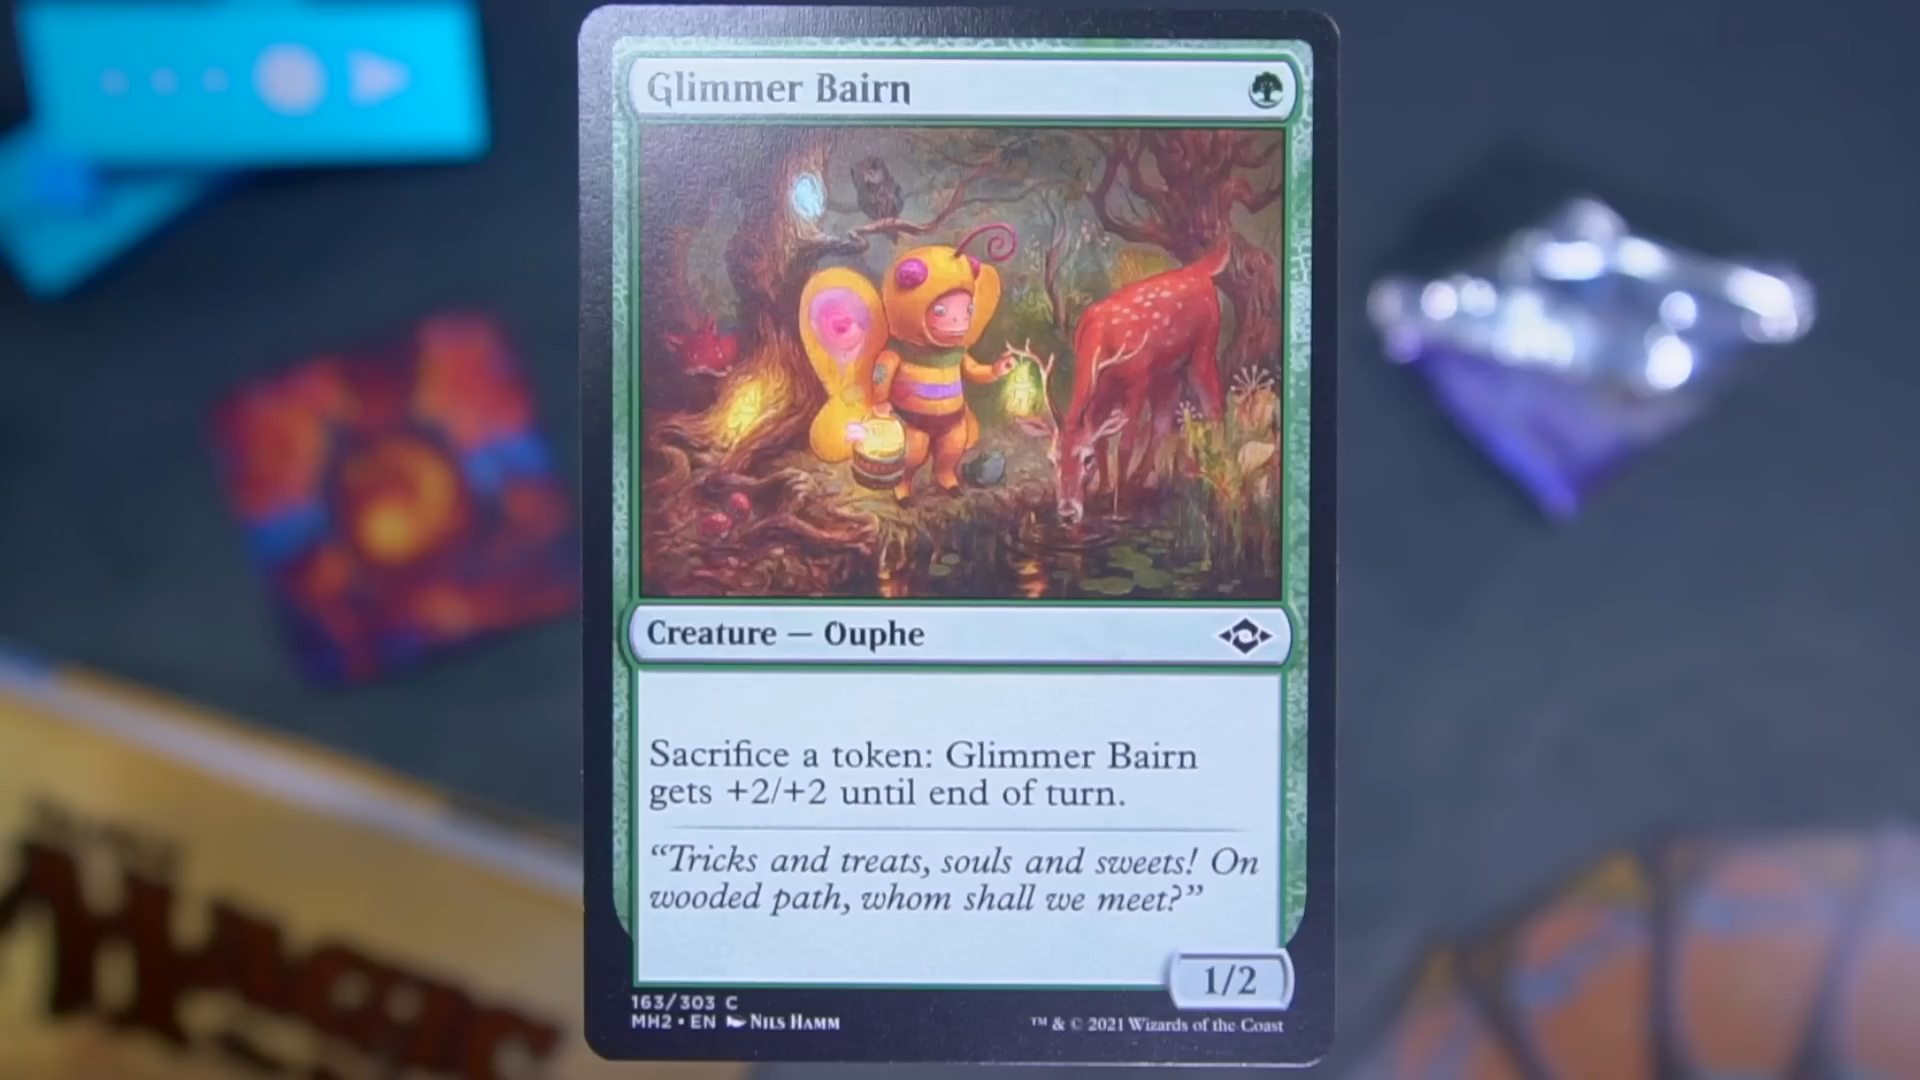 Glimmer Bairn
Creature — Ouphe
Sacrifice a token: Glimmer Bairn
gets +2/+2 until end of turn.
“Tricks and treats, souls and sweets! On
wooded path, whom shall we meet?”
1/2
163/303 C
MH2 • EN NILS HAMM
™ & © 2021 Wizards of the Coast
MAGIC